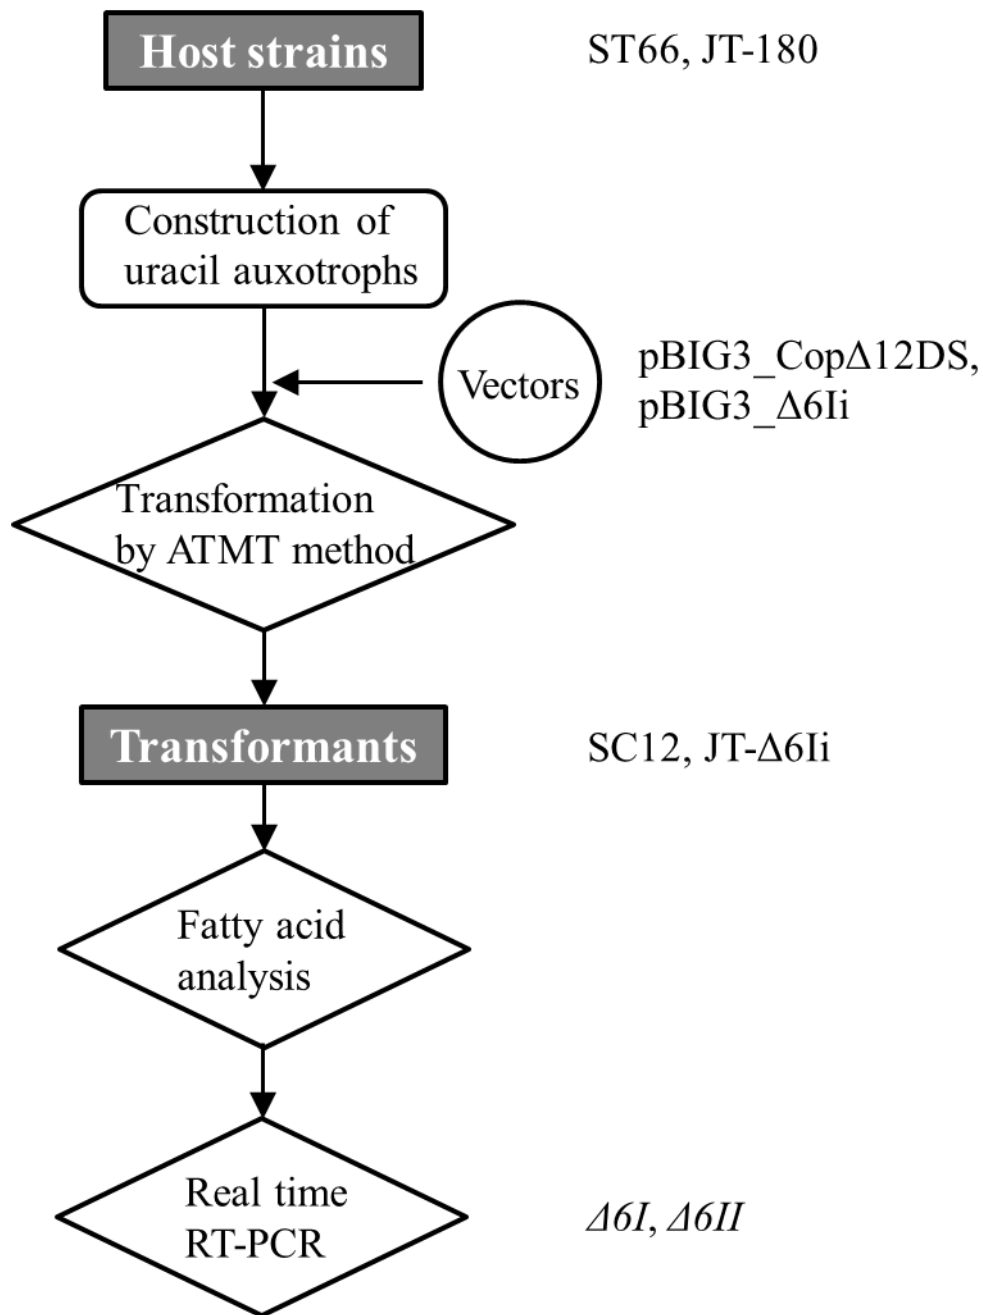 Host strains
ST66, JT-180
Construction of
uracil auxotrophs
Vectors
pBIG3_CopΔ12DS,
pBIG3_Δ6Ii
Transformation
by ATMT method
Transformants
SC12, JT-Δ6Ii
Fatty acid
analysis
Real time
RT-PCR
Δ6I, Δ6II